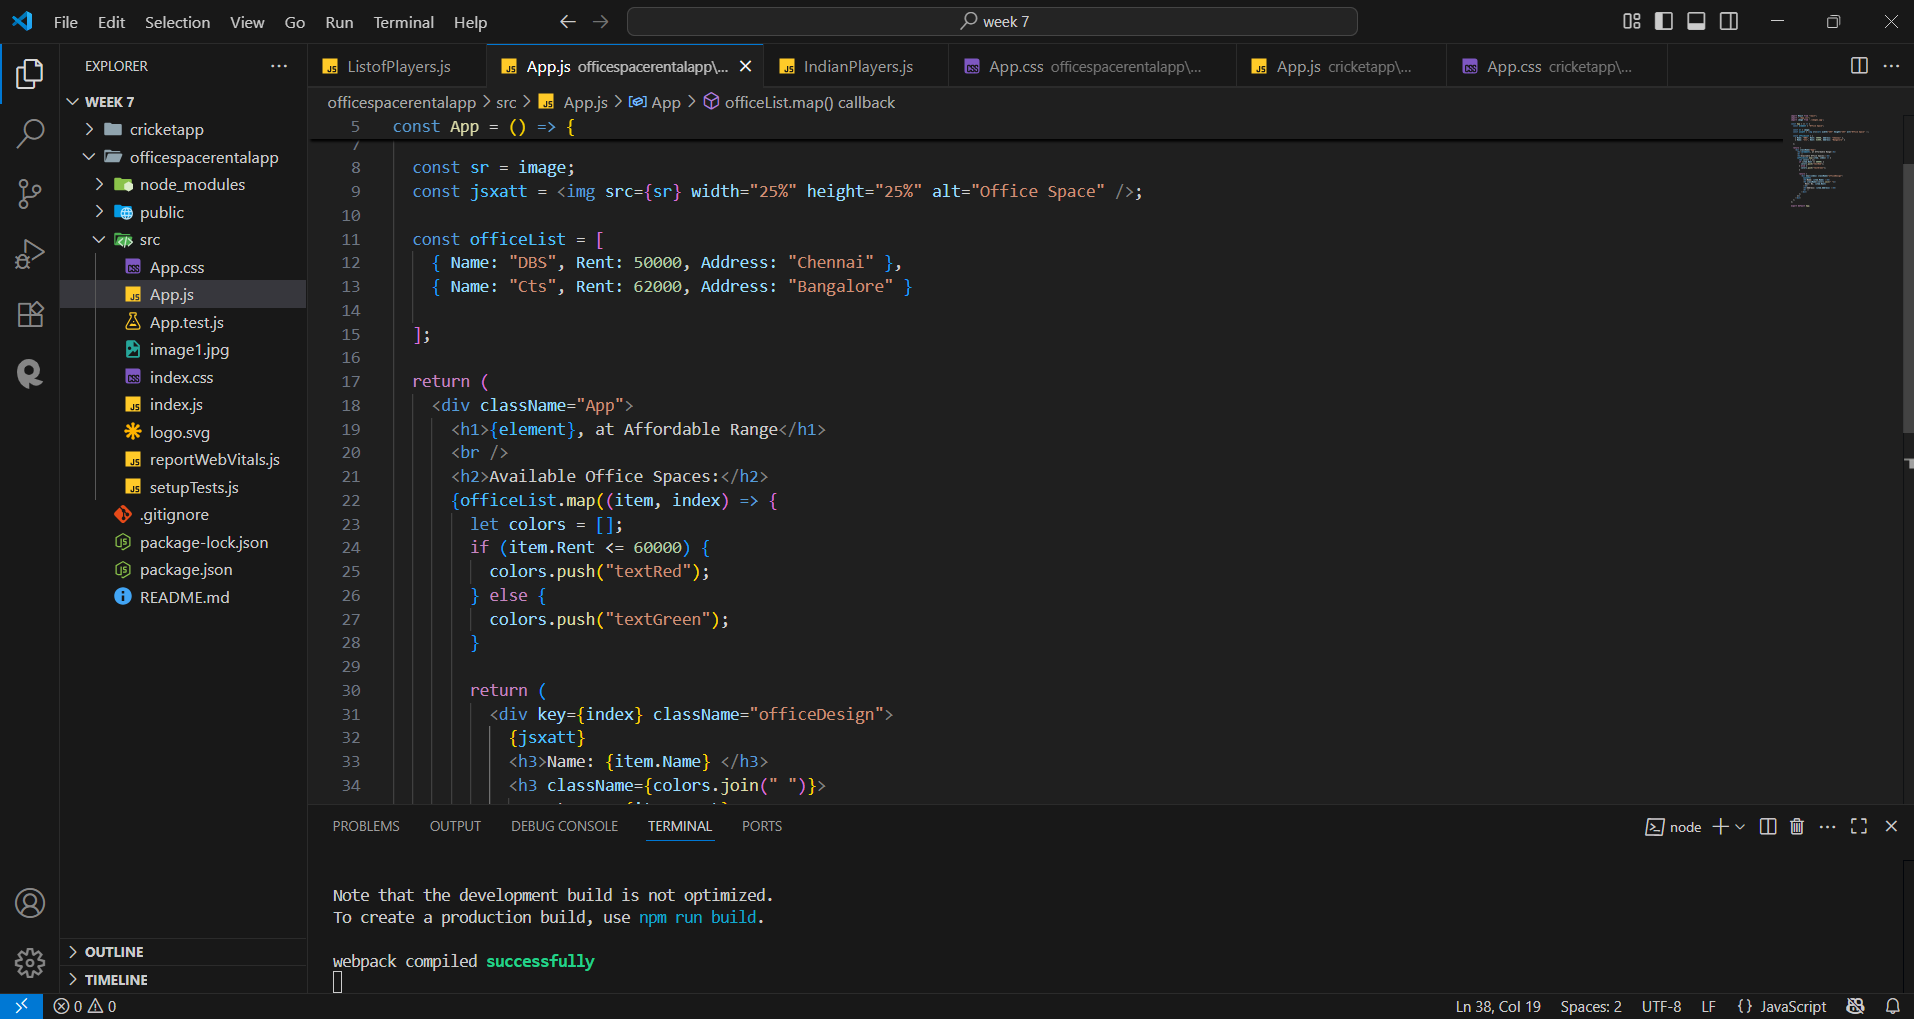 File Edit Selection View Go Run Terminal Help
week 7
EXPLORER
WEEK 7
cricketapp
officespacerentalapp
node_modules
public
src
App.css
App.js
App.test.js
image1.jpg
index.css
index.js
logo.svg
reportWebVitals.js
setupTests.js
.gitignore
package-lock.json
package.json
README.md
OUTLINE
TIMELINE
ListofPlayers.js App.js officespacerentalapp\... IndianPlayers.js App.css officespacerentalapp\... App.js cricketapp\... App.css cricketapp\...
officespacerentalapp > src > App.js > App > officeList.map() callback
5 const App = () => {
7
8 const sr = image;
9 const jsxatt = <img src={sr} width="25%" height="25%" alt="Office Space" />;
10
11 const officeList = [
12 { Name: "DBS", Rent: 50000, Address: "Chennai" },
13 { Name: "Cts", Rent: 62000, Address: "Bangalore" }
14
15 ];
16
17 return (
18 <div className="App">
19 <h1>{element}, at Affordable Range</h1>
20 <br />
21 <h2>Available Office Spaces:</h2>
22 {officeList.map((item, index) => {
23 let colors = [];
24 if (item.Rent <= 60000) {
25 colors.push("textRed");
26 } else {
27 colors.push("textGreen");
28 }
29
30 return (
31 <div key={index} className="officeDesign">
32 {jsxatt}
33 <h3>Name: {item.Name} </h3>
34 <h3 className={colors.join(" ")}>
PROBLEMS OUTPUT DEBUG CONSOLE TERMINAL PORTS
node
Note that the development build is not optimized.
To create a production build, use npm run build.
webpack compiled successfully
0 0
Ln 38, Col 19 Spaces: 2 UTF-8 LF {} JavaScript